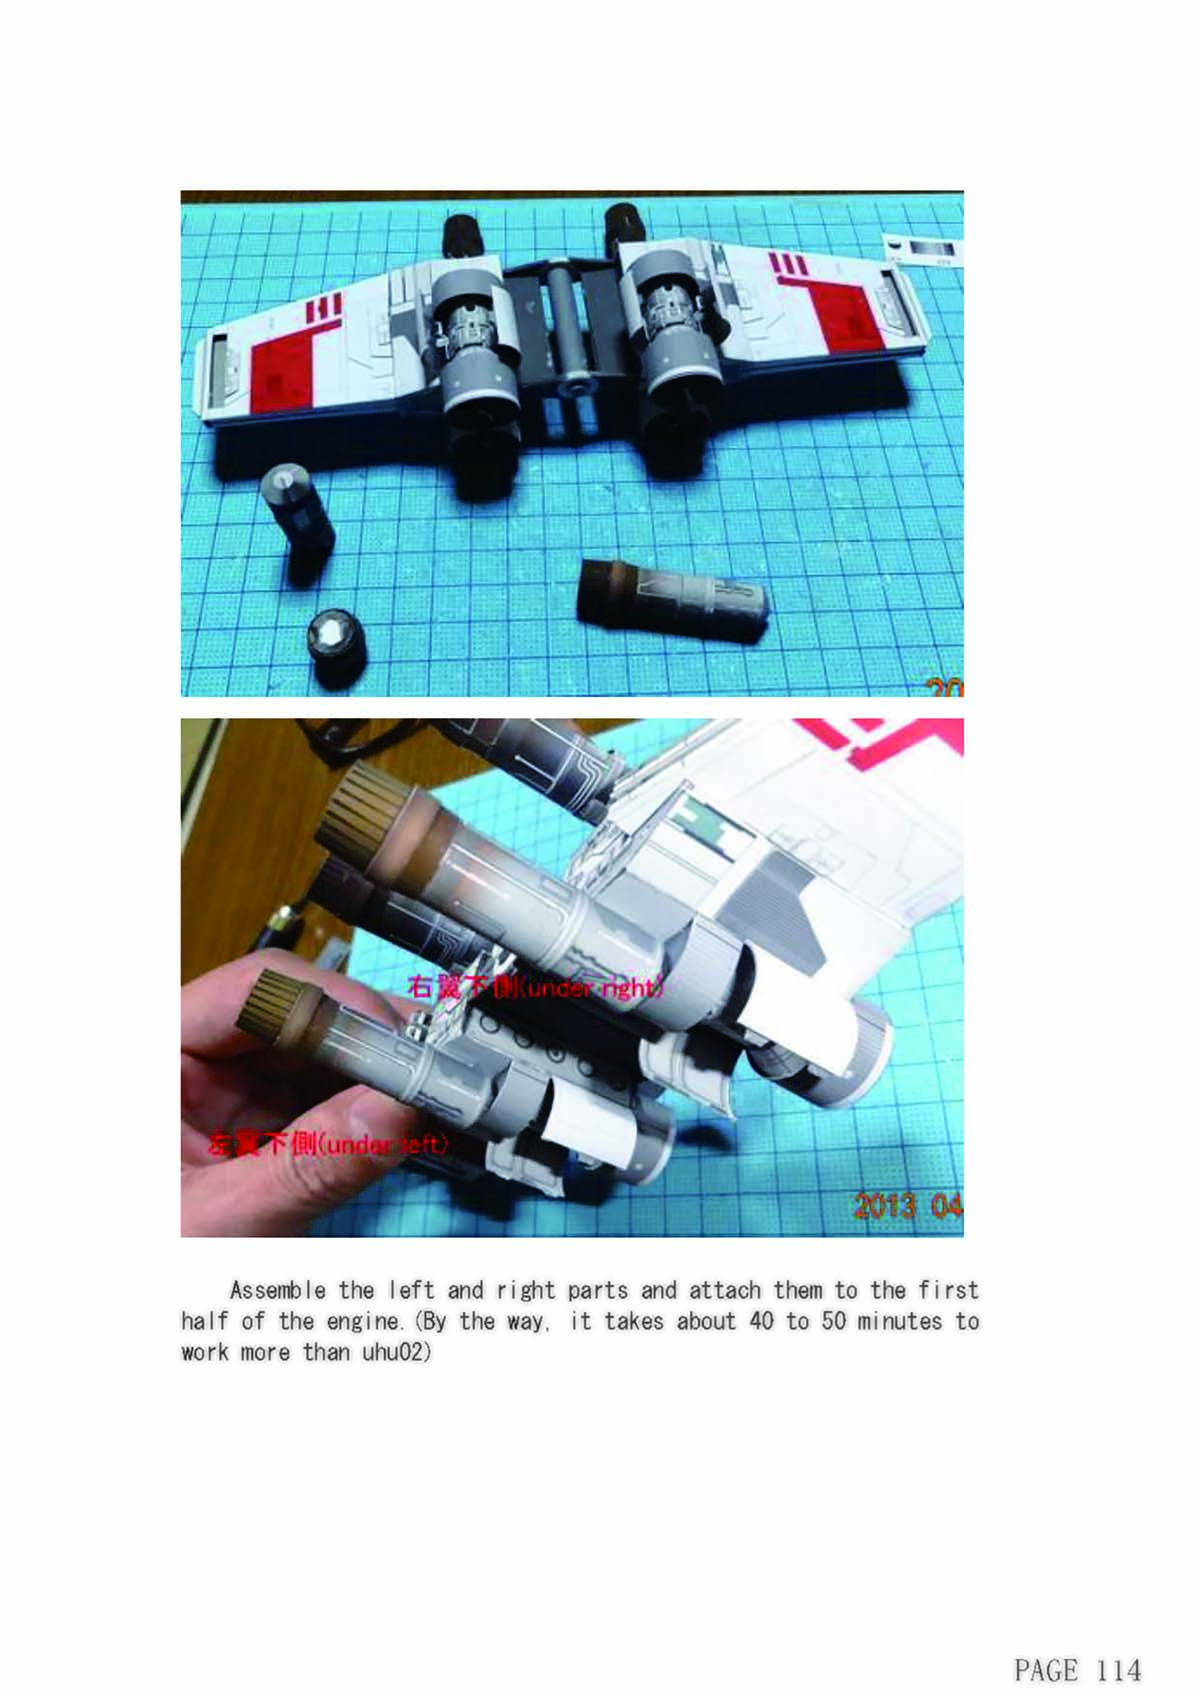 20
右翼下側(under right)
左翼下側(under left)
2013 04
Assemble the left and right parts and attach them to the first
half of the engine.(By the way, it takes about 40 to 50 minutes to
work more than uhu02)
PAGE 114